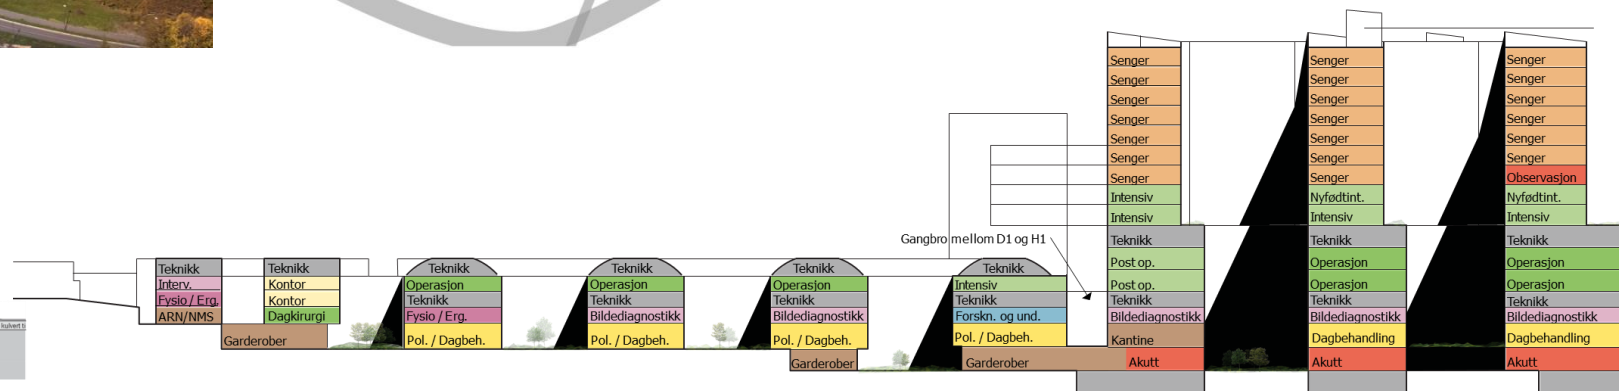 Senger
Senger
Senger
Senger
Senger
Senger
Senger
Intensiv
Intensiv
Teknikk
Post op.
Post op.
Teknikk
Bildediagnostikk
Kantine
Akutt
Senger
Senger
Senger
Senger
Senger
Senger
Senger
Nyfødtint.
Intensiv
Teknikk
Operasjon
Operasjon
Teknikk
Bildediagnostikk
Dagbehandling
Akutt
Senger
Senger
Senger
Senger
Senger
Senger
Observasjon
Nyfødtint.
Intensiv
Teknikk
Operasjon
Operasjon
Teknikk
Bildediagnostikk
Dagbehandling
Akutt
Gangbro mellom D1 og H1
Teknikk
Interv.
Fysio / Erg.
ARN/NMS
Teknikk
Kontor
Kontor
Dagkirurgi
Garderober
Teknikk
Operasjon
Teknikk
Fysio / Erg.
Pol. / Dagbeh.
Teknikk
Operasjon
Teknikk
Bildediagnostikk
Pol. / Dagbeh.
Teknikk
Operasjon
Teknikk
Bildediagnostikk
Pol. / Dagbeh.
Garderober
Teknikk
Intensiv
Teknikk
Forskn. og und.
Pol. / Dagbeh.
Garderober
kulvert ti